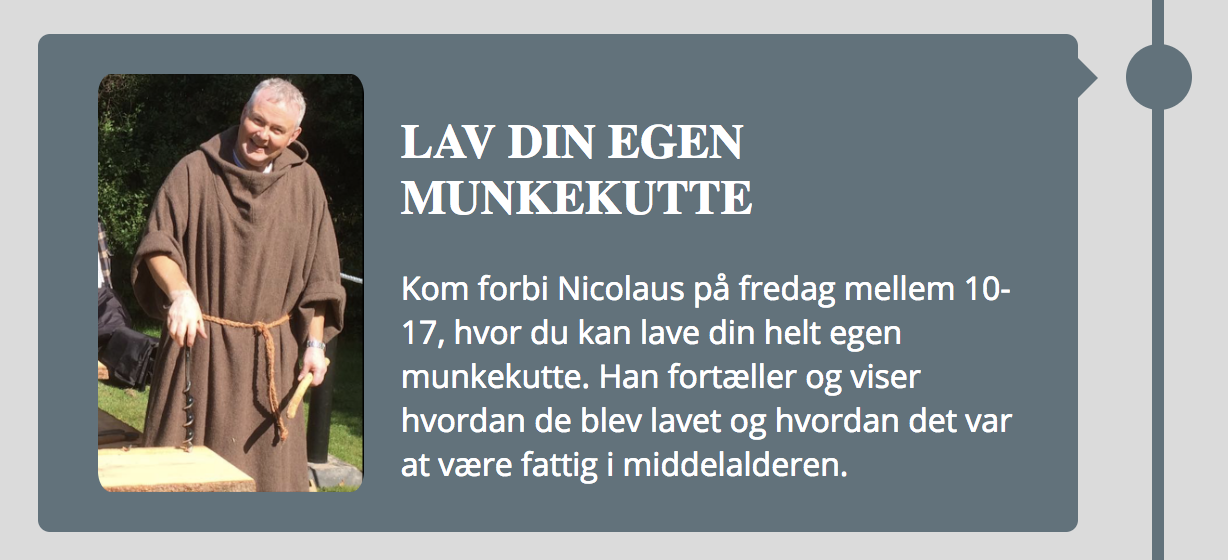 LAV DIN EGEN
MUNKEKUTTE
Kom forbi Nicolaus på fredag mellem 10-
17, hvor du kan lave din helt egen
munkekutte. Han fortæller og viser
hvordan de blev lavet og hvordan det var
at være fattig i middelalderen.